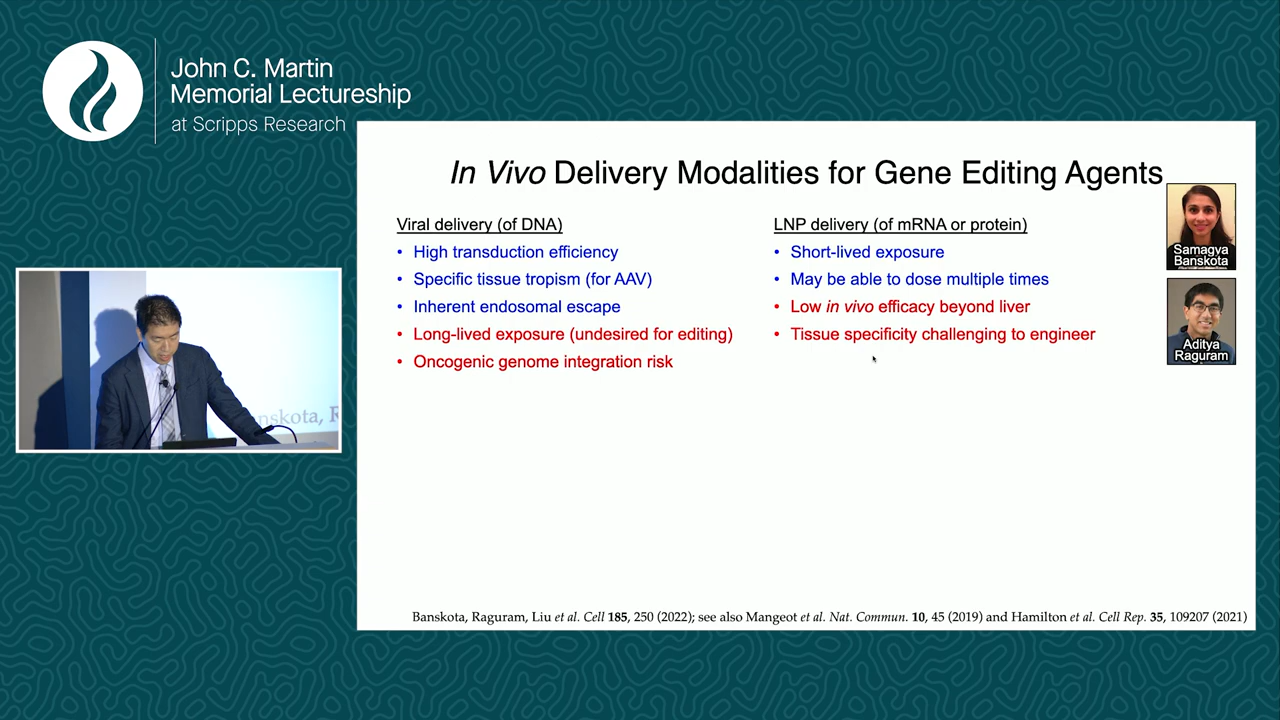 John C. Martin
Memorial Lectureship
at Scripps Research
In Vivo Delivery Modalities for Gene Editing Agents
Viral delivery (of DNA)
• High transduction efficiency
• Specific tissue tropism (for AAV)
• Inherent endosomal escape
• Long-lived exposure (undesired for editing)
• Oncogenic genome integration risk
LNP delivery (of mRNA or protein)
• Short-lived exposure
• May be able to dose multiple times
• Low in vivo efficacy beyond liver
• Tissue specificity challenging to engineer
Samagya
Banskota
Aditya
Raguram
nskota, R
Banskota, Raguram, Liu et al. Cell 185, 250 (2022); see also Mangeot et al. Nat. Commun. 10, 45 (2019) and Hamilton et al. Cell Rep. 35, 109207 (2021)